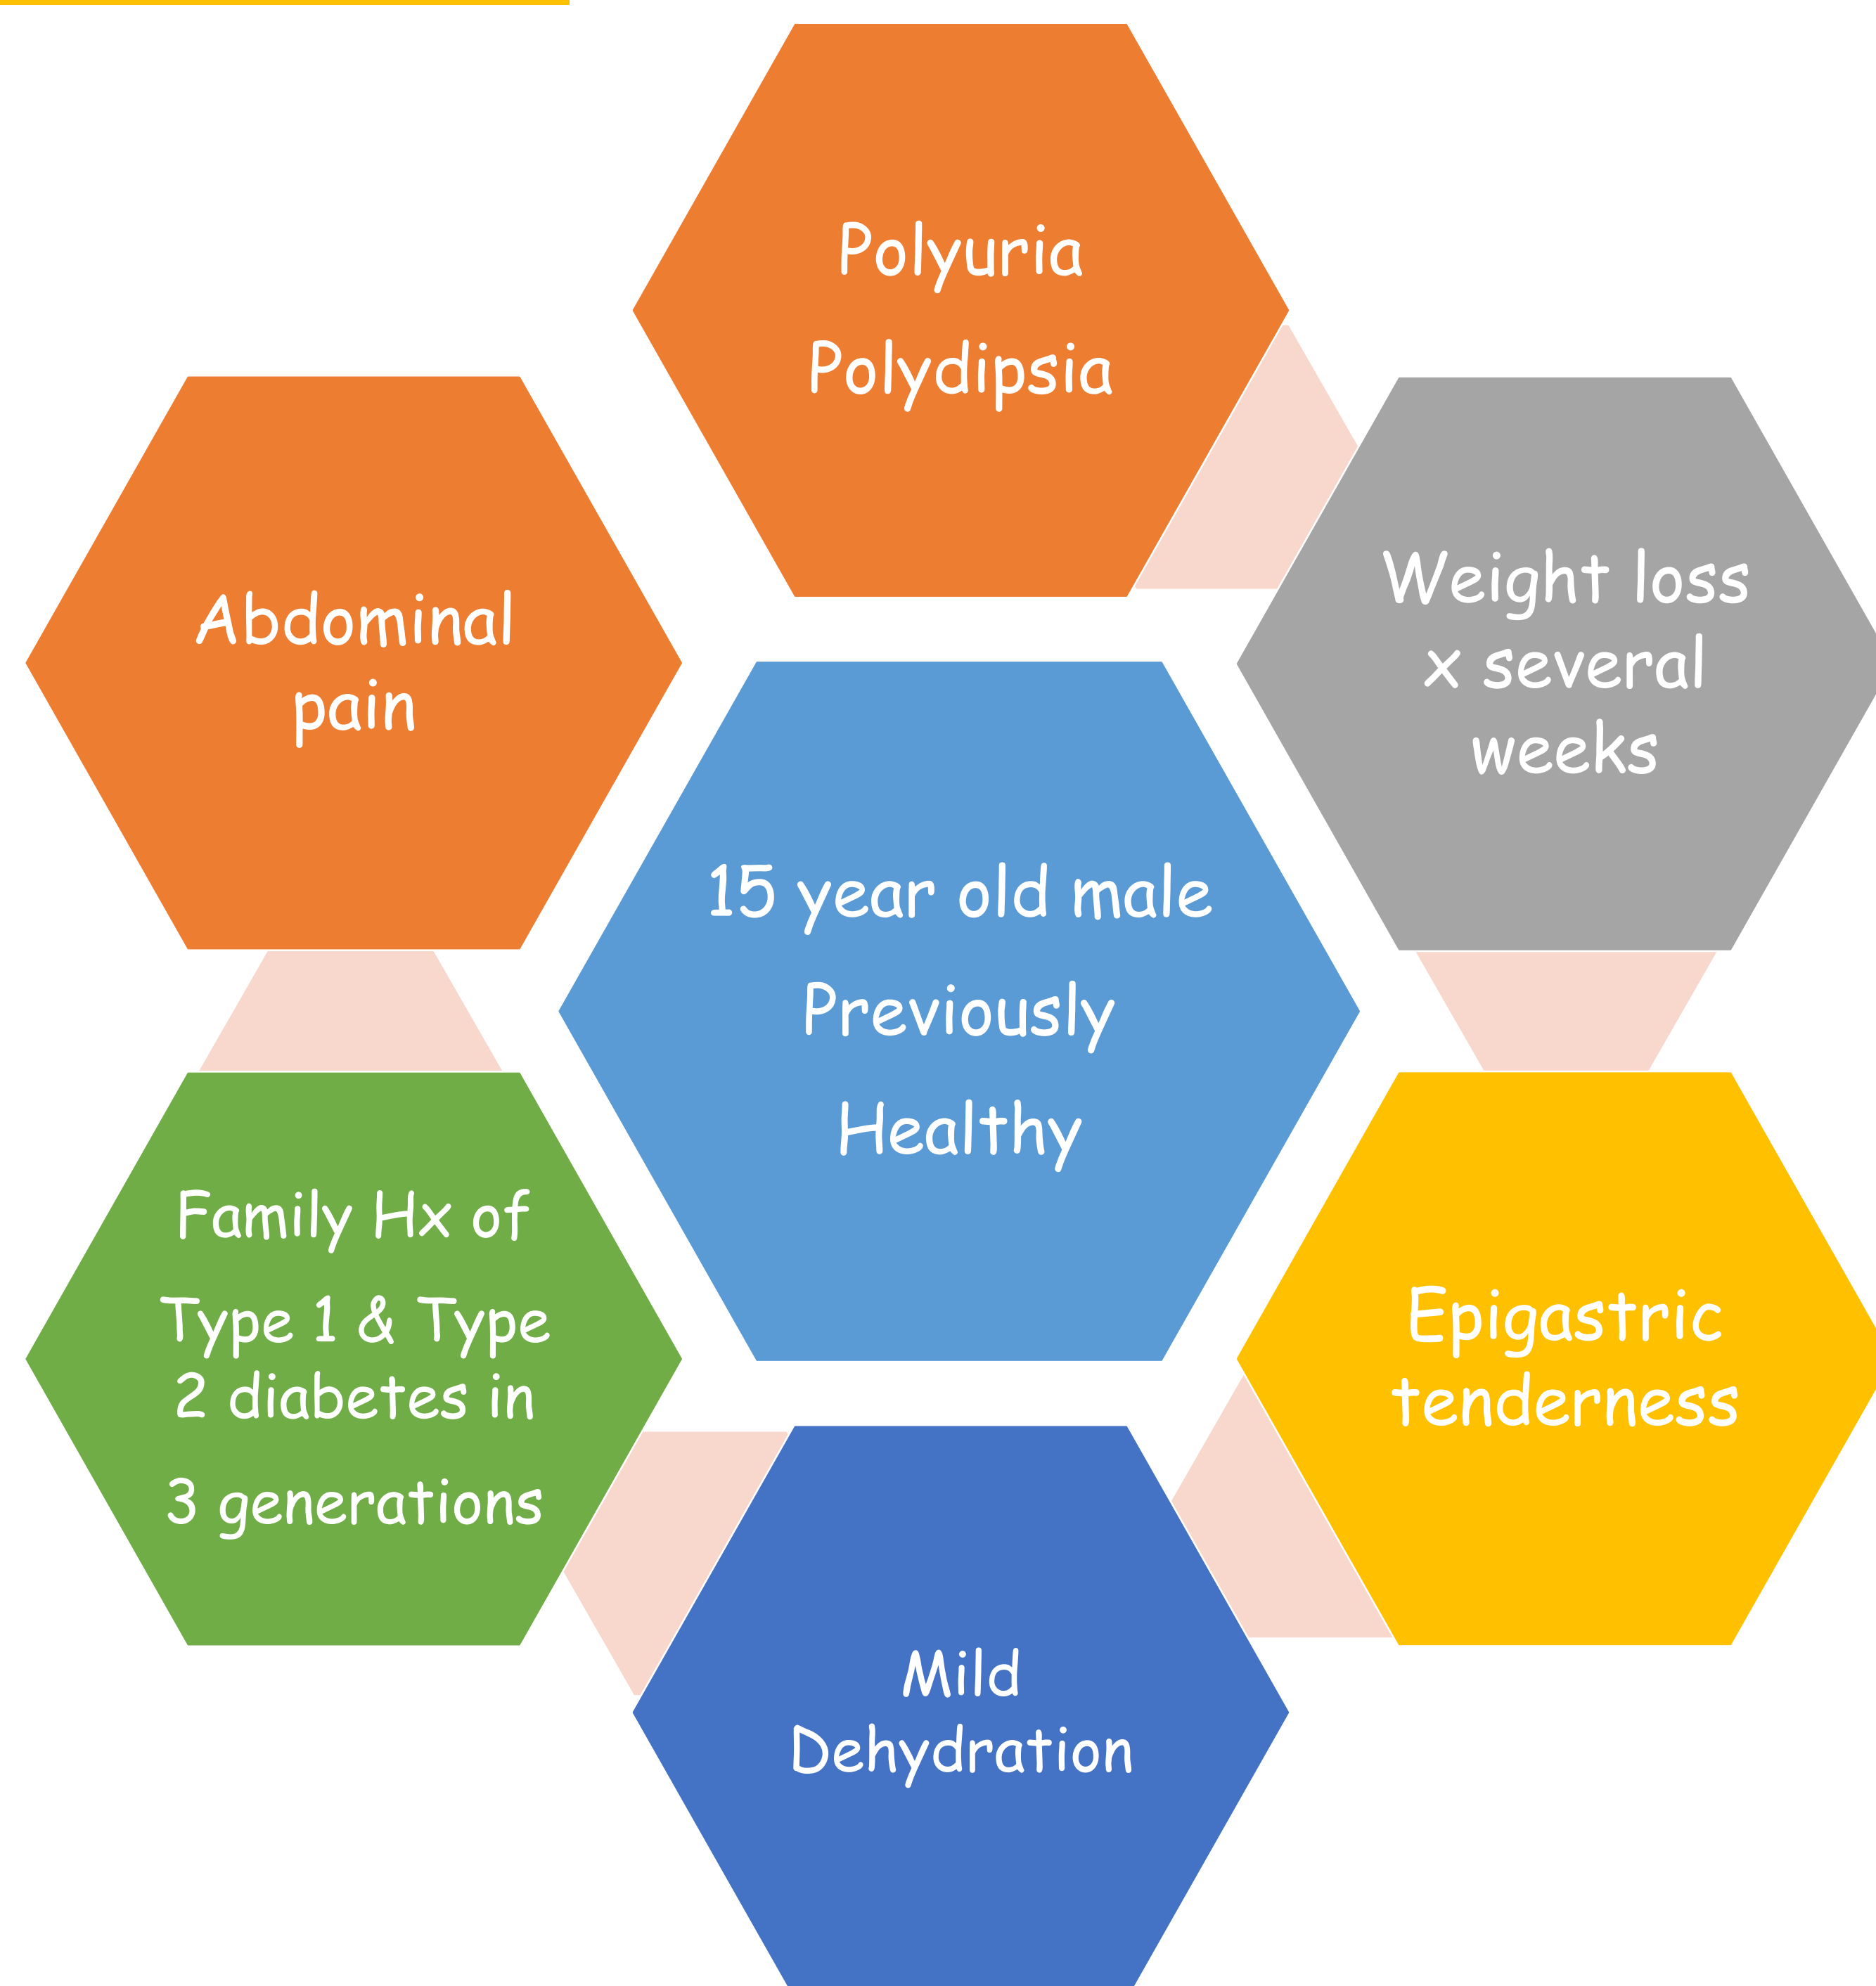 Polyuria
Polydipsia
Abdominal
pain
Weight loss
x several
weeks
15 year old male
Previously
Healthy
Family Hx of
Type 1 & Type
2 diabetes in
3 generations
Epigastric
tenderness
Mild
Dehydration